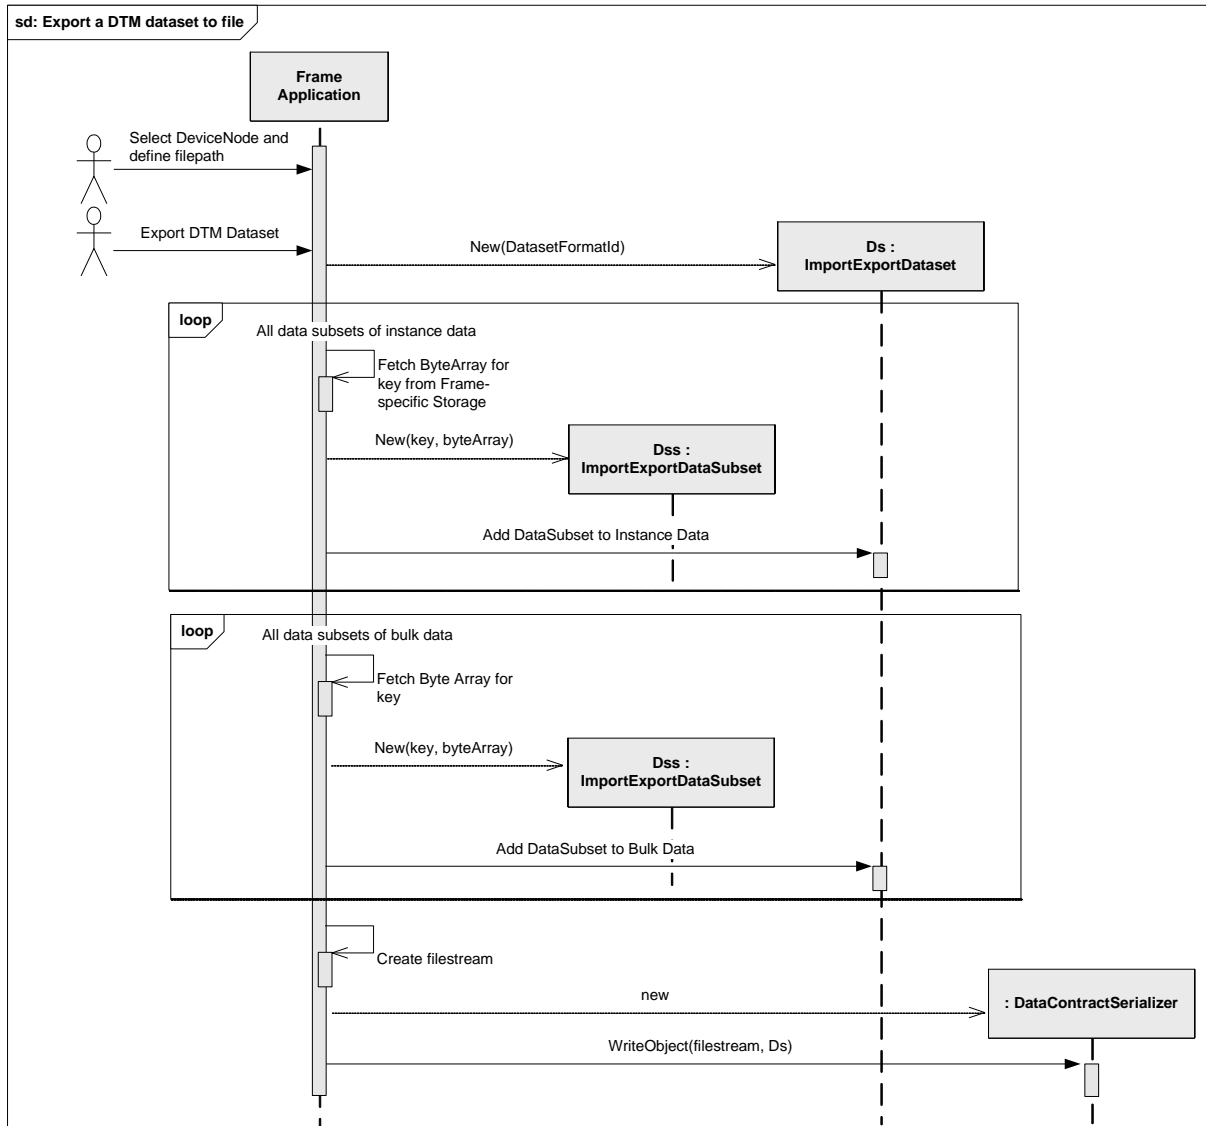 sd: Export a DTM dataset to file
Frame
Application
Select DeviceNode and
define filepath
Export DTM Dataset
New(DatasetFormatId)
Ds :
ImportExportDataset
loop
All data subsets of instance data
Fetch ByteArray for
key from Frame-
specific Storage
New(key, byteArray)
Dss :
ImportExportDataSubset
Add DataSubset to Instance Data
loop
All data subsets of bulk data
Fetch Byte Array for
key
New(key, byteArray)
Dss :
ImportExportDataSubset
Add DataSubset to Bulk Data
Create filestream
new
: DataContractSerializer
WriteObject(filestream, Ds)